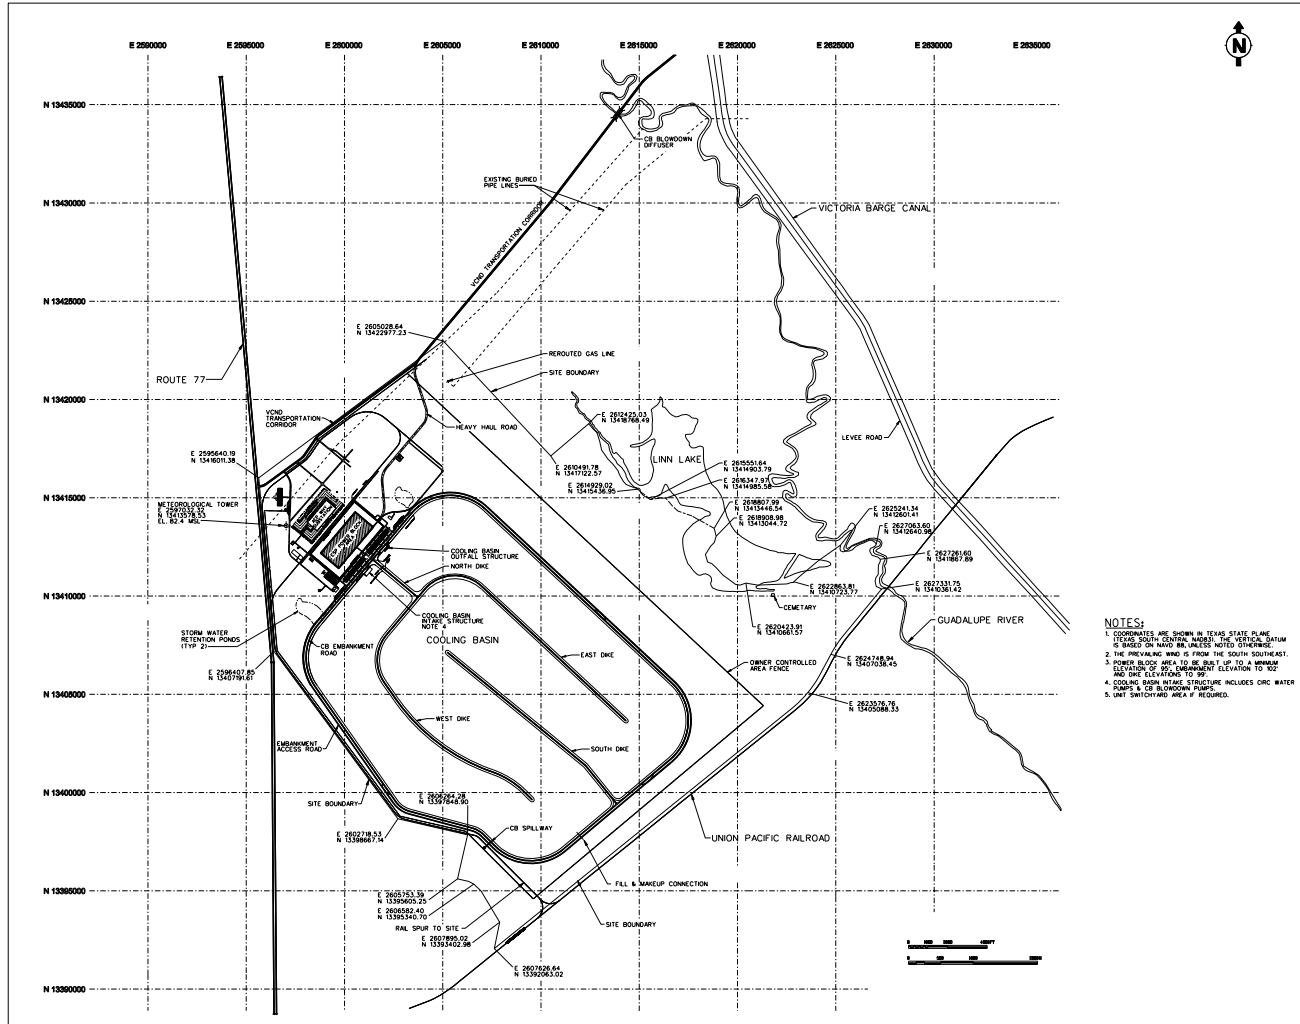 N
E 2590000 E 2595000 E 2600000 E 2605000 E 2610000 E 2615000 E 2620000 E 2625000 E 2630000 E 2635000
N 13435000
CB BLOWDOWN
DIFFUSER
EXISTING BURIED
PIPE LINES
N 13430000
VICTORIA BARGE CANAL
VCND TRANSPORTATION CORRIDOR
N 13425000
E 2605028.64
N 13422977.23
REROUTED GAS LINE
SITE BOUNDARY
ROUTE 77
N 13420000
VCND
TRANSPORTATION
CORRIDOR
HEAVY HAUL ROAD
E 2612425.03
N 13418768.49
LEVEE ROAD
E 2595640.19
N 13416011.38
E 2610491.78
N 13417122.57
LINN LAKE
E 2615551.64
N 13414903.79
E 2616347.97
N 13414985.58
E 2614929.02
N 13415436.95
N 13415000
METEOROLOGICAL TOWER
E 2597032.32
N 13413578.53
EL. 82.4 MSL
E 2618807.99
N 13413446.54
E 2618908.98
N 13413044.72
E 2625241.34
N 13412601.41
E 2627063.60
N 13412640.98
E 2627261.60
N 13411867.89
COOLING BASIN
OUTFALL STRUCTURE
NORTH DIKE
E 2622863.81
N 13410723.77
E 2627331.75
N 13410361.42
N 13410000
CEMETARY
COOLING BASIN
INTAKE STRUCTURE
NOTE 4
COOLING BASIN
GUADALUPE RIVER
STORM WATER
RETENTION PONDS
(TYP 2)
CB EMBANKMENT
ROAD
E 2620423.91
N 13410661.57
EAST DIKE
OWNER CONTROLLED
AREA FENCE
E 2624748.94
N 13407038.45
E 2596407.85
N 13407191.61
N 13405000
E 2623576.76
N 13405088.33
WEST DIKE
EMBANKMENT
ACCESS ROAD
SOUTH DIKE
N 13400000
SITE BOUNDARY
E 2606264.28
N 13397848.90
E 2602718.53
N 13398667.14
CB SPILLWAY
UNION PACIFIC RAILROAD
N 13395000
FILL & MAKEUP CONNECTION
E 2605753.39
N 13395605.25
E 2606582.40
N 13395340.70
RAIL SPUR TO SITE
SITE BOUNDARY
E 2607895.02
N 13393402.98
E 2607626.64
N 13392063.02
N 13390000
NOTES:
1. COORDINATES ARE SHOWN IN TEXAS STATE PLANE
(TEXAS SOUTH CENTRAL NAD83). THE VERTICAL DATUM
IS BASED ON NAVD 88, UNLESS NOTED OTHERWISE.
2. THE PREVALING WIND IS FROM THE SOUTH SOUTHEAST.
3. POWER BLOCK AREA TO BE BUILT UP TO A MINIMUM
ELEVATION OF 95', EMBANKMENT ELEVATION TO 102'
AND DIKE ELEVATIONS TO 99'.
4. COOLING BASIN INTAKE STRUCTURE INCLUDES CIRC WATER
PUMPS & CB BLOWDOWN PUMPS.
5. UNIT SWITCHYARD AREA IF REQUIRED.